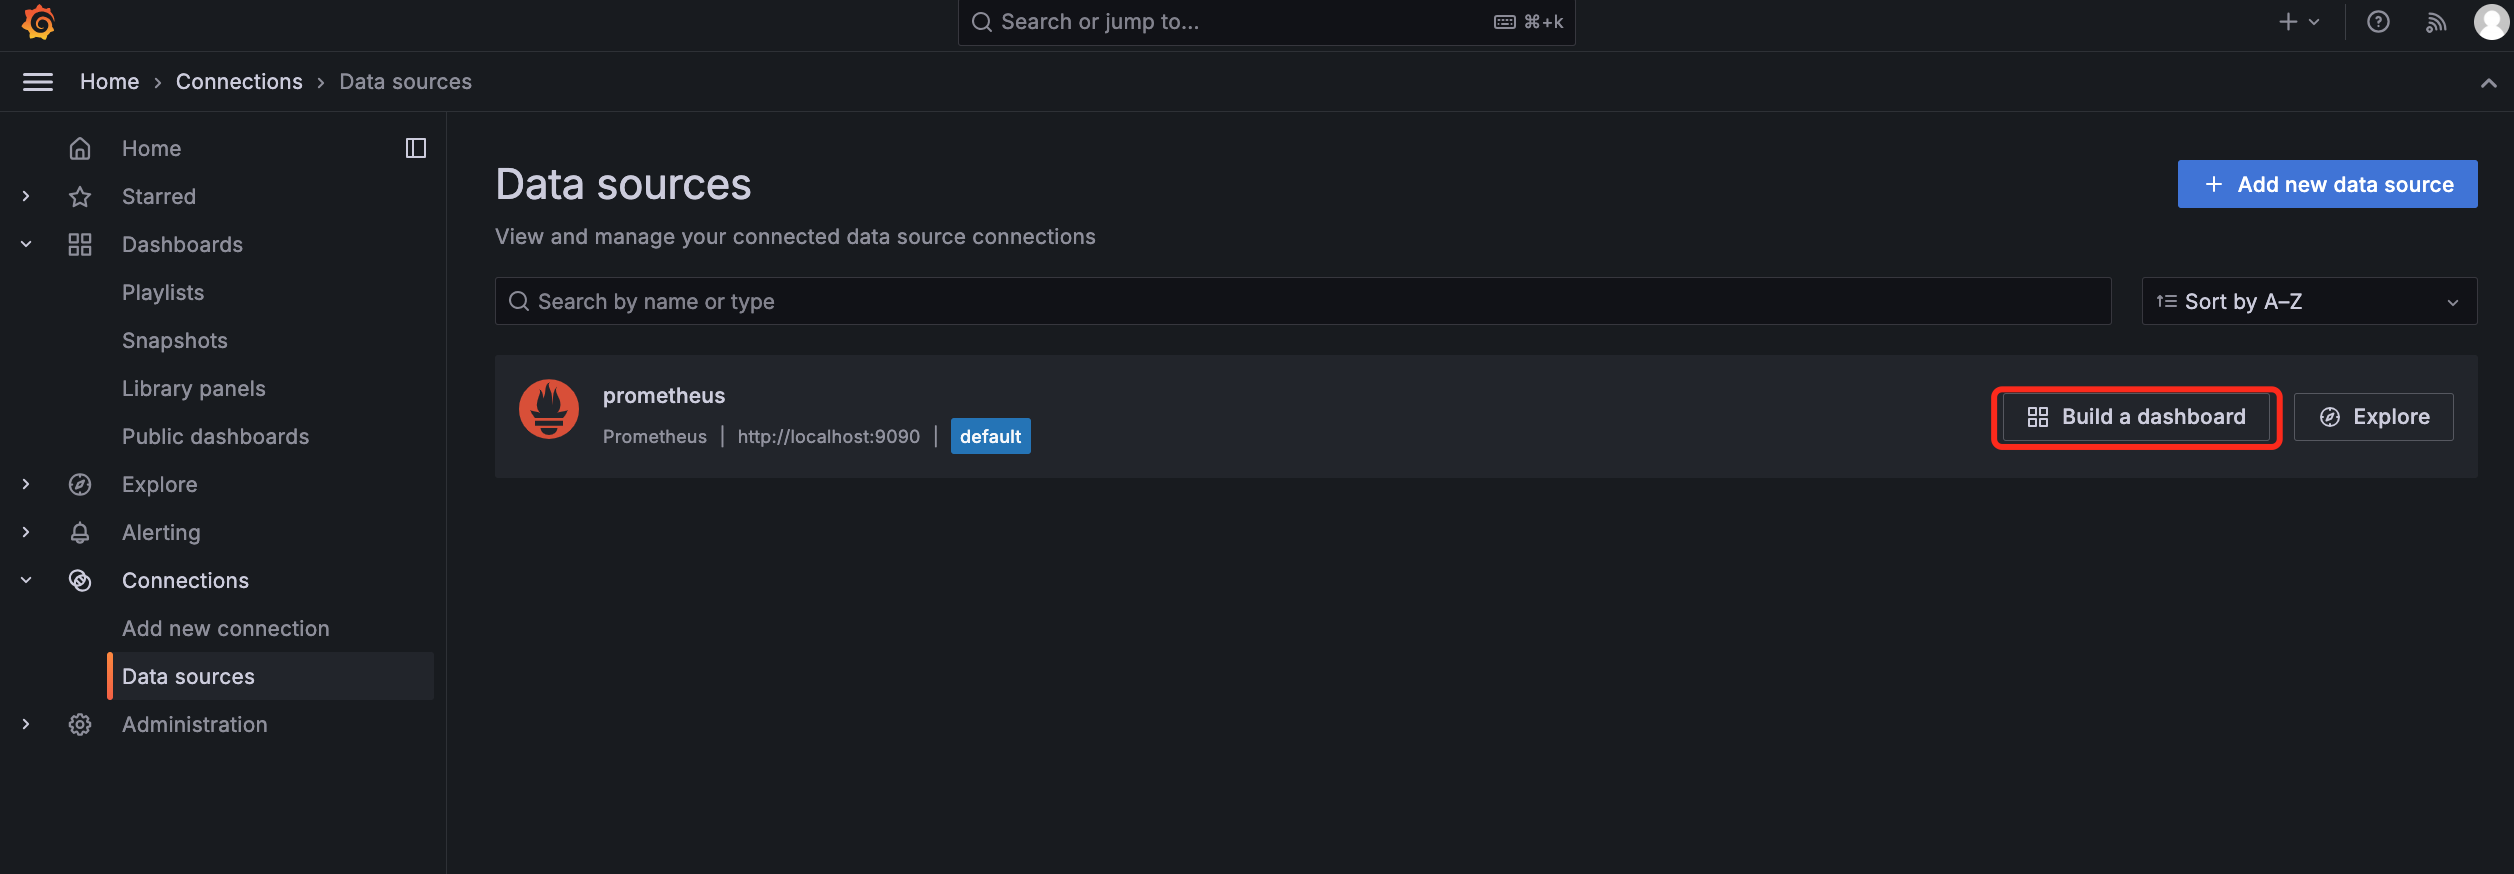 Search or jump to... ⌘+k
Home › Connections › Data sources
Home
Starred
Dashboards
Playlists
Snapshots
Library panels
Public dashboards
Explore
Alerting
Connections
Add new connection
Data sources
Administration
Data sources
+ Add new data source
View and manage your connected data source connections
Search by name or type
Sort by A–Z
prometheus
Prometheus | http://localhost:9090 | default
Build a dashboard
Explore